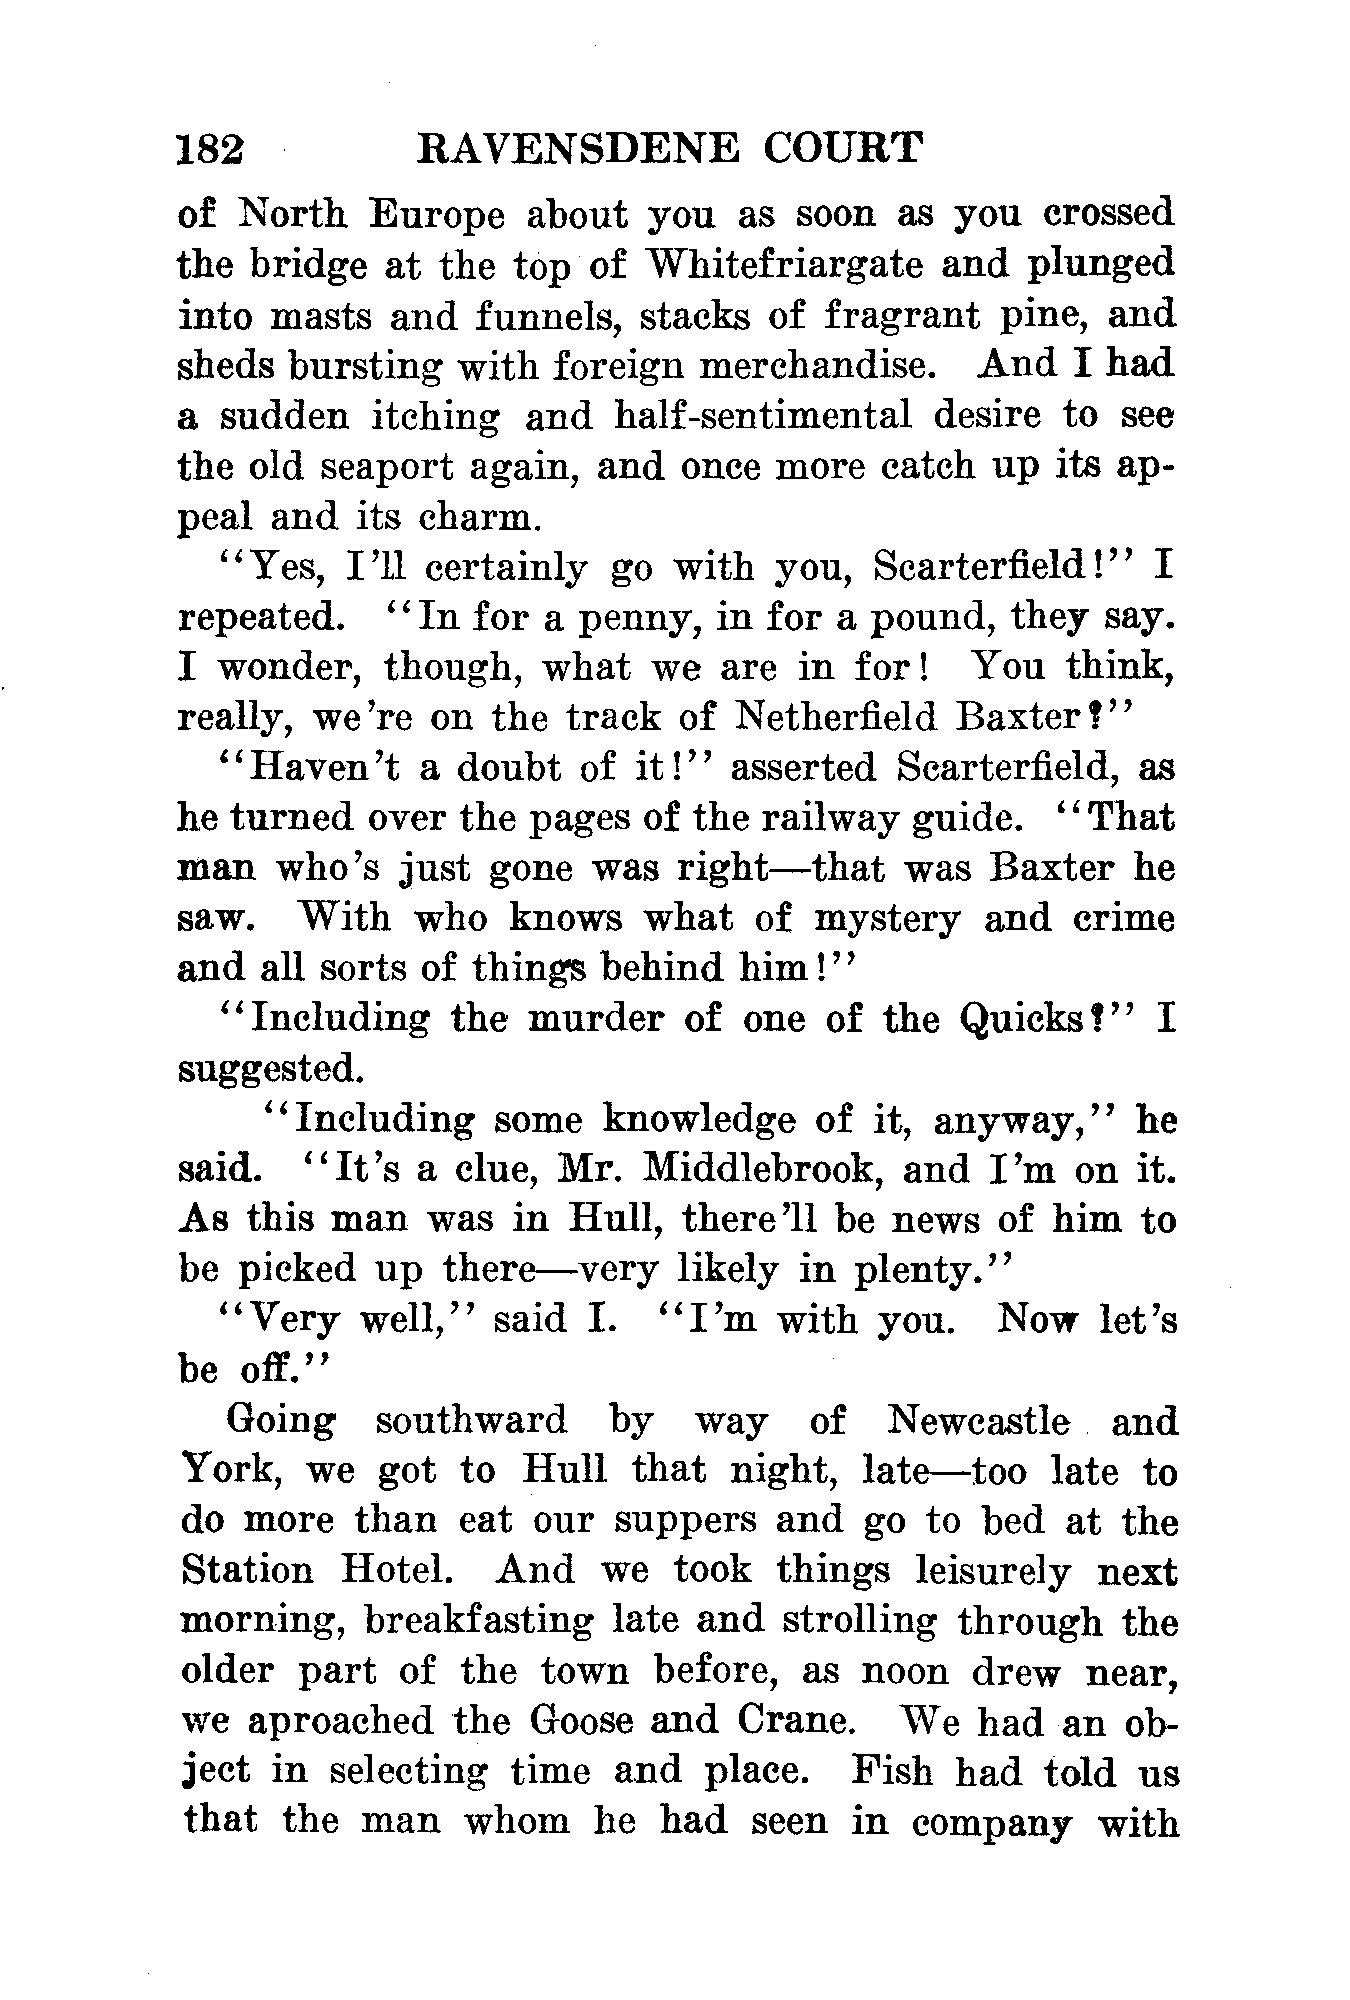 182 RAVENSDENE COURT
of North Europe about you as soon as you crossed
the bridge at the top of Whitefriargate and plunged
into masts and funnels, stacks of fragrant pine, and
sheds bursting with foreign merchandise. And I had
a sudden itching and half-sentimental desire to see
the old seaport again, and once more catch up its ap-
peal and its charm.
"Yes, I'll certainly go with you, Scarterfield!" I
repeated. "In for a penny, in for a pound, they say.
I wonder, though, what we are in for! You think,
really, we're on the track of Netherfield Baxter?"
"Haven't a doubt of it!" asserted Scarterfield, as
he turned over the pages of the railway guide. "That
man who's just gone was right—that was Baxter he
saw. With who knows what of mystery and crime
and all sorts of things behind him!"
"Including the murder of one of the Quicks?" I
suggested.
"Including some knowledge of it, anyway," he
said. "It's a clue, Mr. Middlebrook, and I'm on it.
As this man was in Hull, there'll be news of him to
be picked up there—very likely in plenty."
"Very well," said I. "I'm with you. Now let's
be off."
Going southward by way of Newcastle and
York, we got to Hull that night, late—too late to
do more than eat our suppers and go to bed at the
Station Hotel. And we took things leisurely next
morning, breakfasting late and strolling through the
older part of the town before, as noon drew near,
we aproached the Goose and Crane. We had an ob-
ject in selecting time and place. Fish had told us
that the man whom he had seen in company with